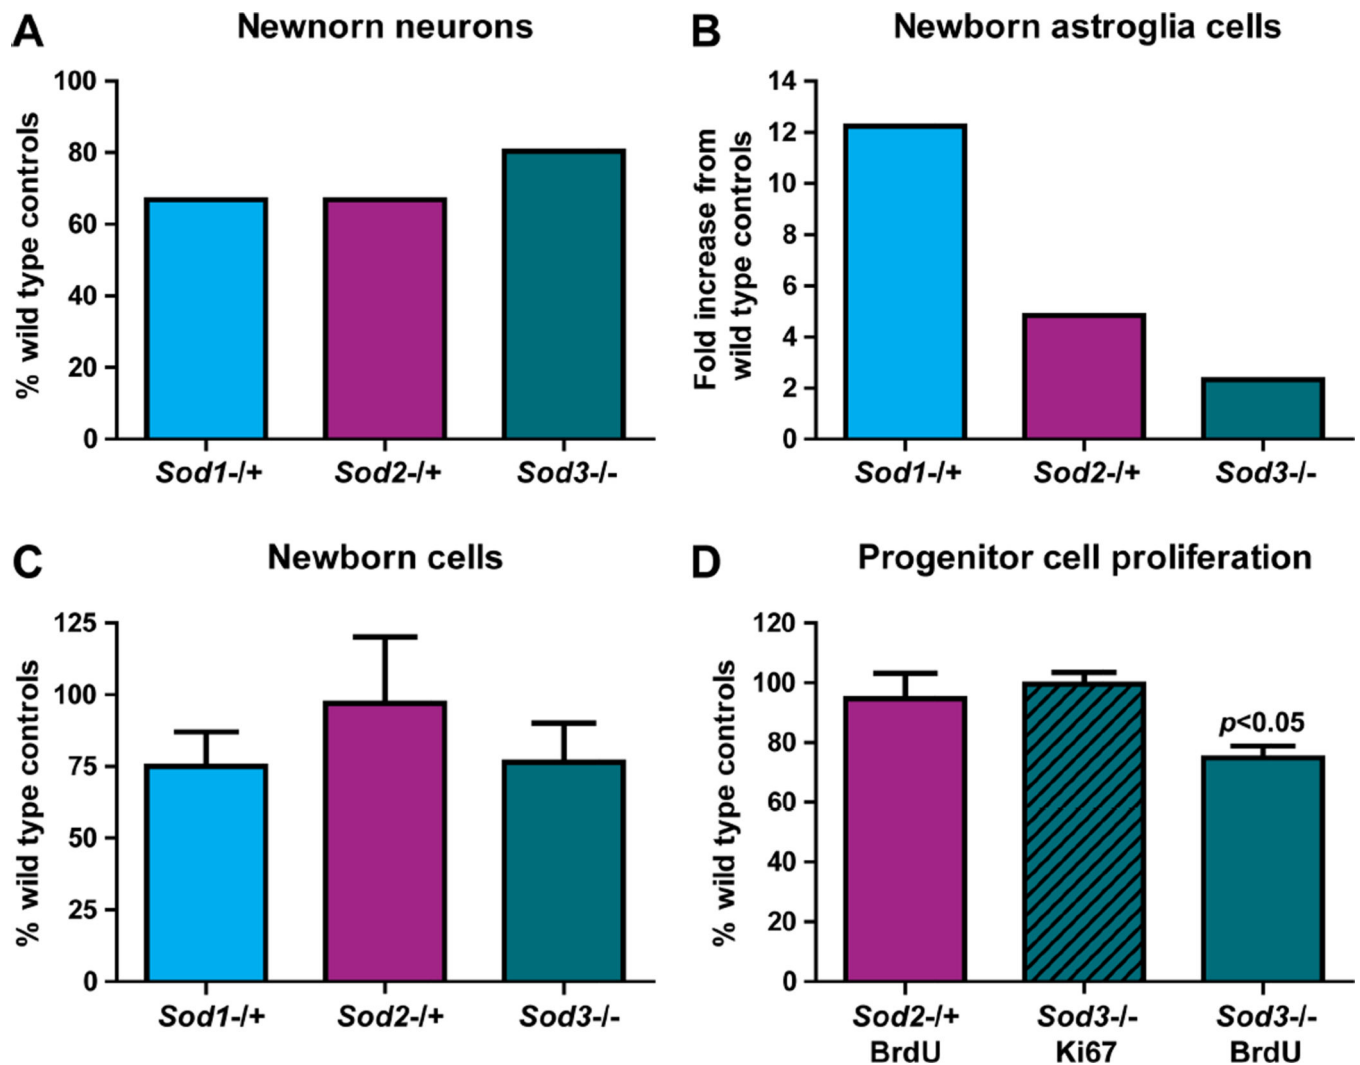 A
Newnorn neurons
% wild type controls
100
80
60
40
20
0
Sod1-/+
Sod2-/+
Sod3-/-
B
Newborn astroglia cells
Fold increase from
wild type controls
14
12
10
8
6
4
2
0
Sod1-/+
Sod2-/+
Sod3-/-
C
Newborn cells
% wild type controls
125
100
75
50
25
0
Sod1-/+
Sod2-/+
Sod3-/-
D
Progenitor cell proliferation
% wild type controls
120
100
80
60
40
20
0
p<0.05
Sod2-/+
BrdU
Sod3-/-
Ki67
Sod3-/-
BrdU